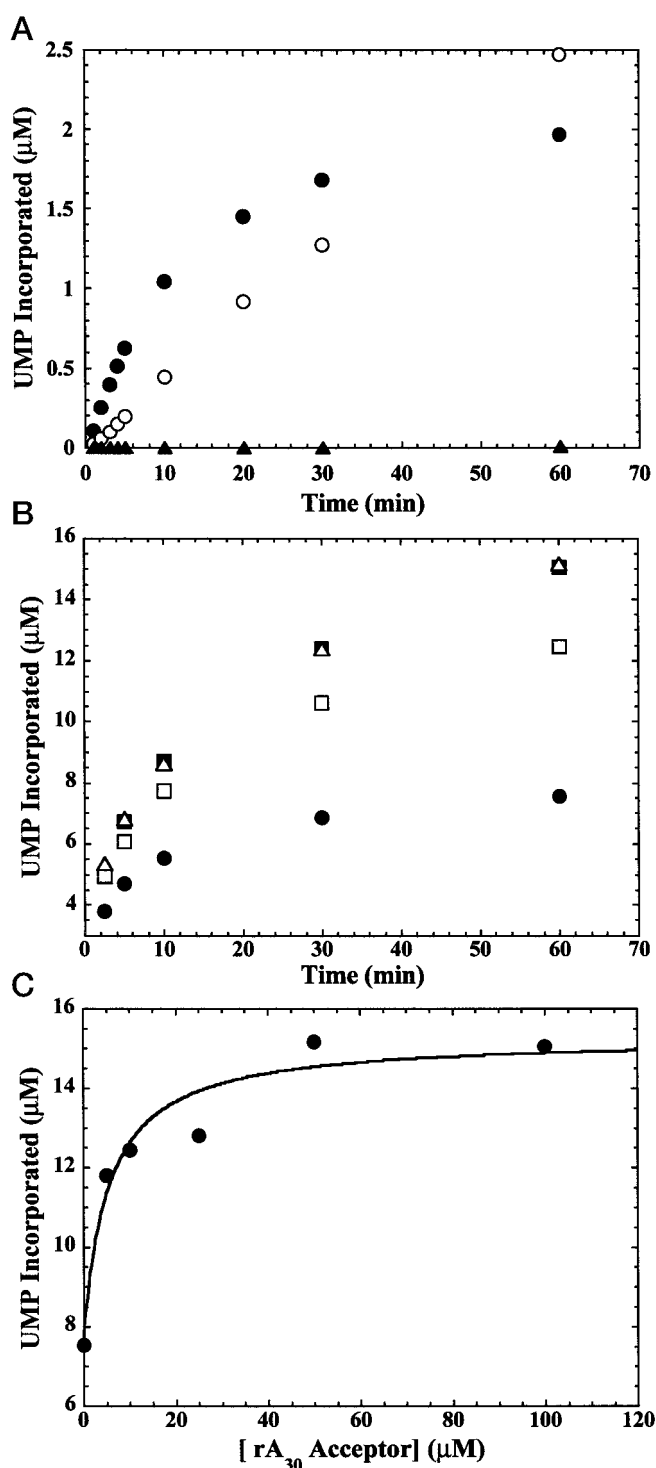 A
2.5
2
1.5
1
0.5
0
UMP Incorporated (μM)
0 10 20 30 40 50 60 70
Time (min)
B
16
14
12
10
8
6
4
UMP Incorporated (μM)
0 10 20 30 40 50 60 70
Time (min)
C
16
14
12
10
8
6
UMP Incorporated (μM)
0 20 40 60 80 100 120
[ rA30 Acceptor] (μM)